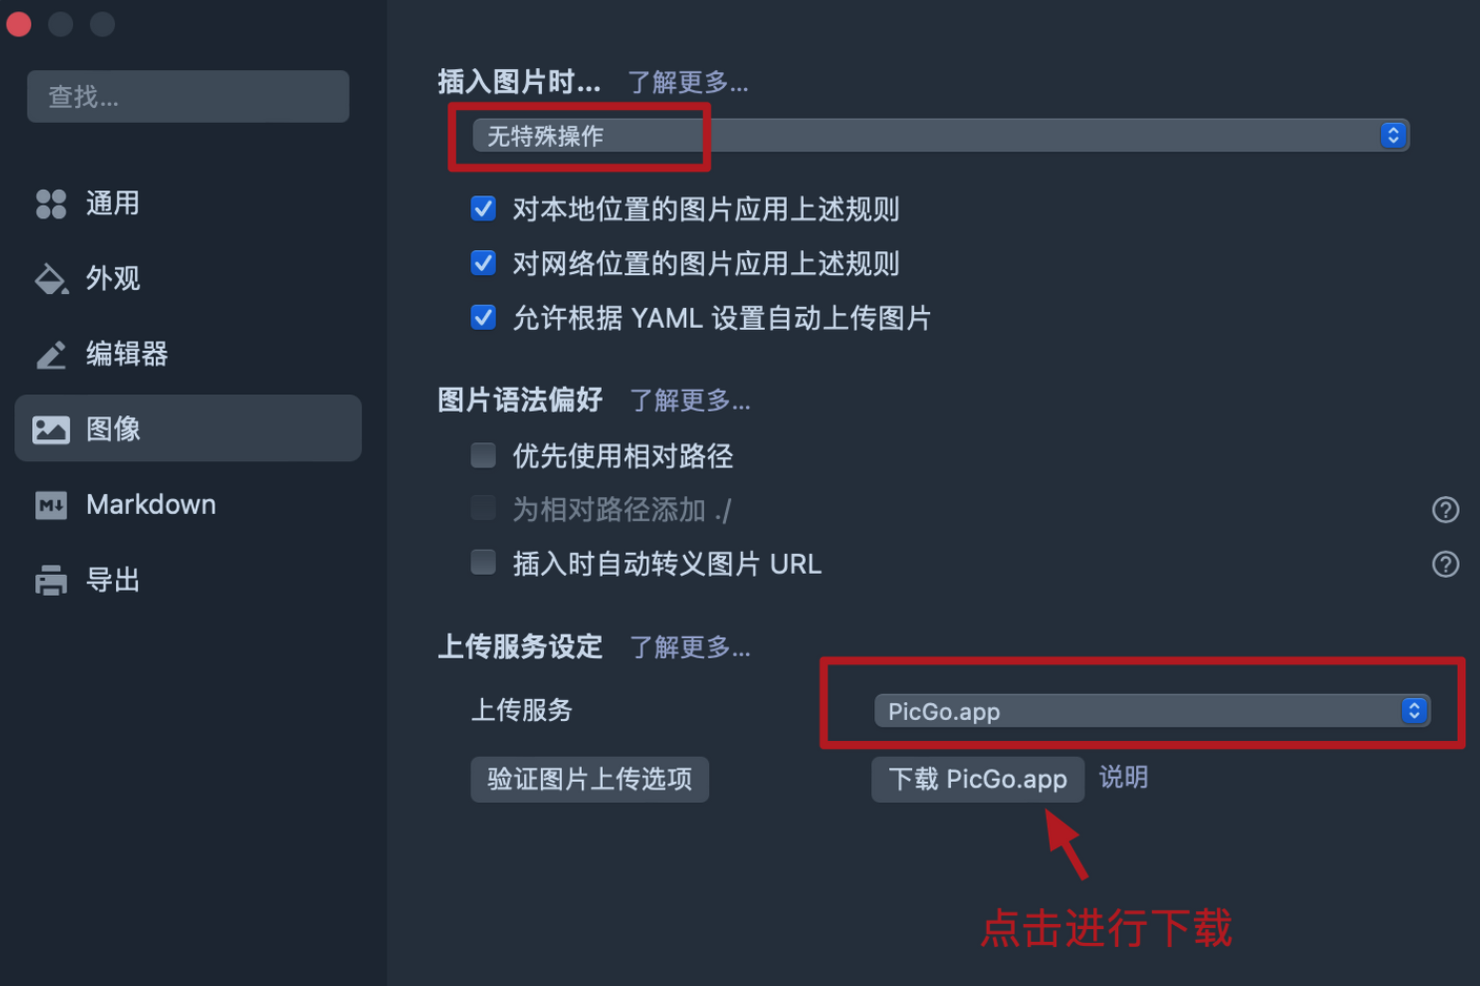 查找...
通用
外观
编辑器
图像
Markdown
导出
插入图片时... 了解更多...
无特殊操作
对本地位置的图片应用上述规则
对网络位置的图片应用上述规则
允许根据 YAML 设置自动上传图片
图片语法偏好 了解更多...
优先使用相对路径
为相对路径添加 ./
插入时自动转义图片 URL
上传服务设定 了解更多...
上传服务 PicGo.app
验证图片上传选项 下载 PicGo.app 说明
点击进行下载